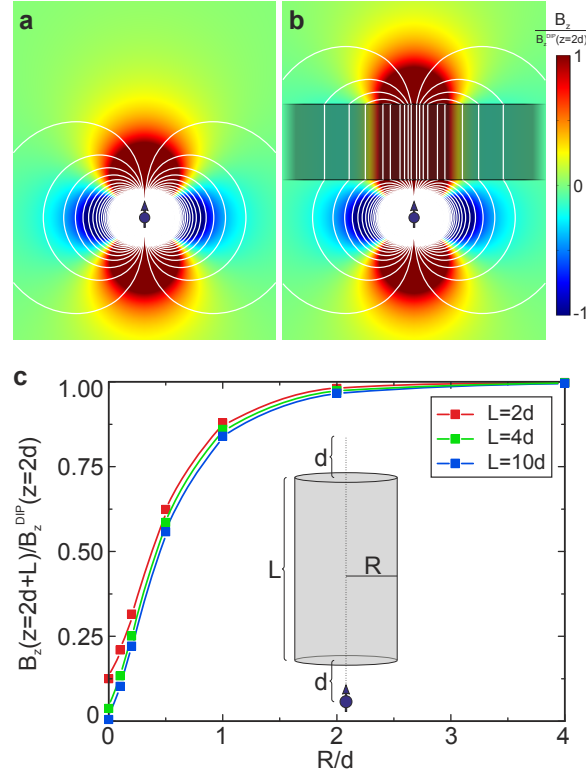 a
b
B_z
B_z^DIP(z=2d)
1
0
-1
c
B_z(z=2d+L)/B_z^DIP(z=2d)
1.00
0.75
0.50
0.25
0
L=2d
L=4d
L=10d
d
L
R
d
0 1 2 3 4
R/d